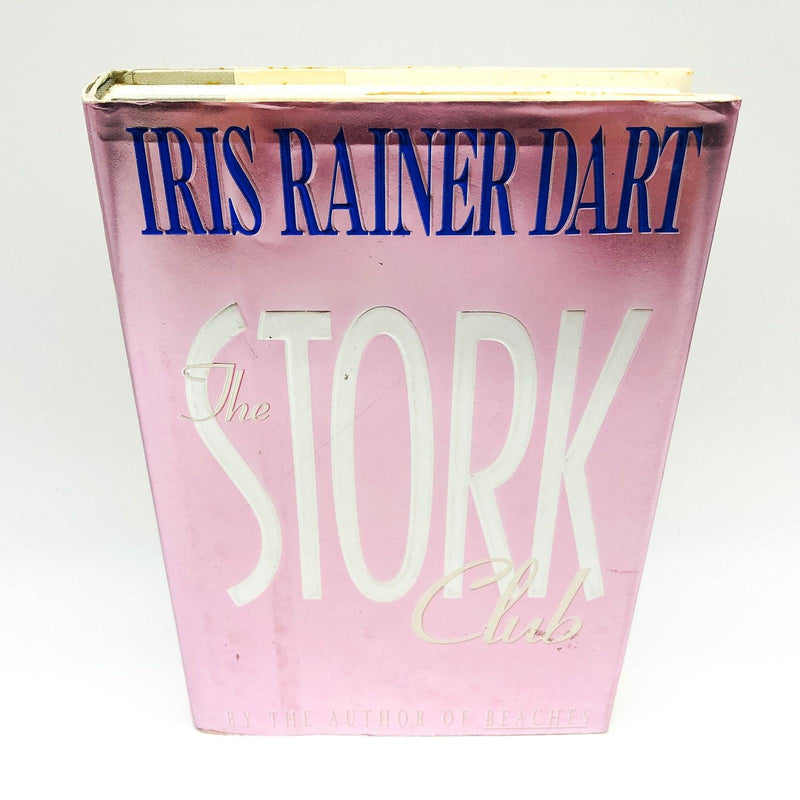 IRIS RAINER DART
The
STORK
Club
BY THE AUTHOR OF BEACHES